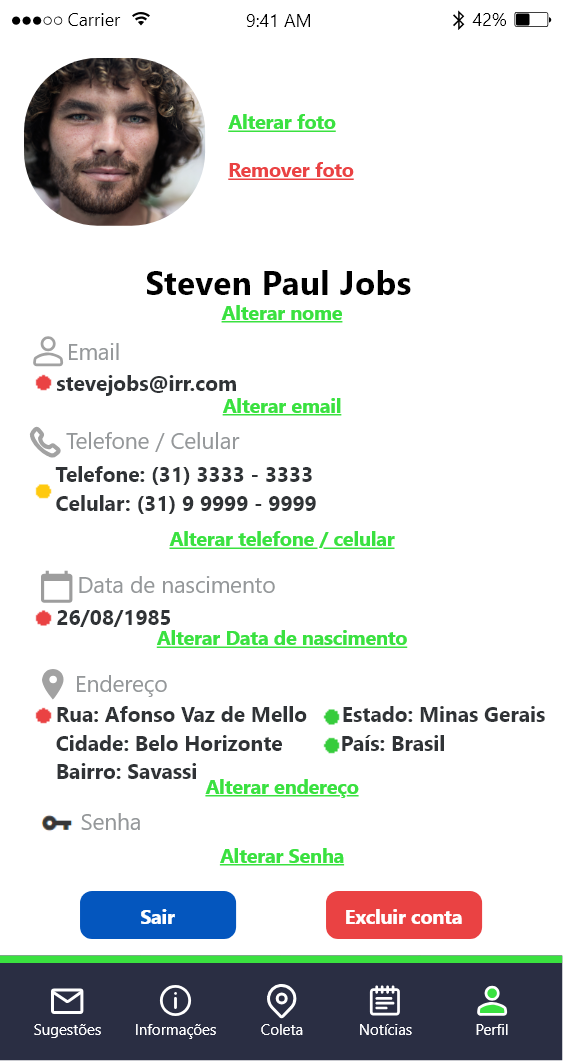 Carrier 9:41 AM 42%
Alterar foto
Remover foto
Steven Paul Jobs
Alterar nome
Email
stevejobs@irr.com
Alterar email
Telefone / Celular
Telefone: (31) 3333 - 3333
Celular: (31) 9 9999 - 9999
Alterar telefone / celular
Data de nascimento
26/08/1985
Alterar Data de nascimento
Endereço
Rua: Afonso Vaz de Mello Estado: Minas Gerais
Cidade: Belo Horizonte País: Brasil
Bairro: Savassi
Alterar endereço
Senha
Alterar Senha
Sair Excluir conta
Sugestões Informações Coleta Notícias Perfil